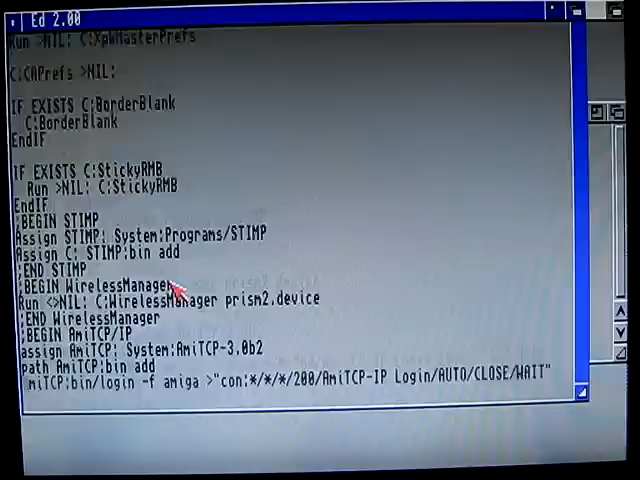 Ed 2.00
Run >NIL: C:XpkMasterPrefs
C:CAPrefs >NIL:
IF EXISTS C:BorderBlank
C:BorderBlank
EndIF
IF EXISTS C:StickyRMB
Run >NIL: C:StickyRMB
EndIF
;BEGIN STIMP
Assign STIMP: System:Programs/STIMP
Assign C: STIMP:bin add
;END STIMP
;BEGIN WirelessManager
Run <>NIL: C:WirelessManager prism2.device
;END WirelessManager
;BEGIN AmiTCP/IP
assign AmiTCP: System:AmiTCP-3.0b2
path AmiTCP:bin add
miTCP:bin/login -f amiga >"con:*/*/*/200/AmiTCP-IP Login/AUTO/CLOSE/WAIT"